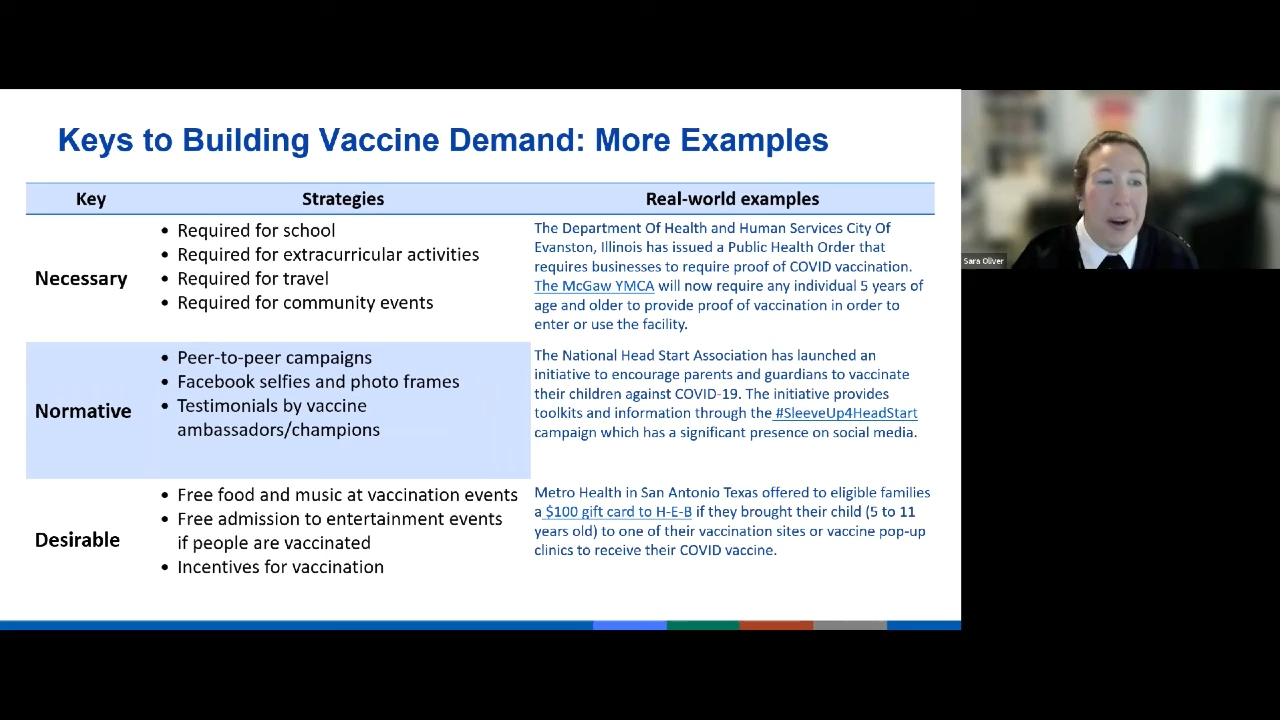 Keys to Building Vaccine Demand: More Examples
Key
Strategies
Real-world examples
Necessary
• Required for school
• Required for extracurricular activities
• Required for travel
• Required for community events
The Department Of Health and Human Services City Of
Evanston, Illinois has issued a Public Health Order that
requires businesses to require proof of COVID vaccination.
The McGaw YMCA will now require any individual 5 years of
age and older to provide proof of vaccination in order to
enter or use the facility.
Normative
• Peer-to-peer campaigns
• Facebook selfies and photo frames
• Testimonials by vaccine
ambassadors/champions
The National Head Start Association has launched an
initiative to encourage parents and guardians to vaccinate
their children against COVID-19. The initiative provides
toolkits and information through the #SleeveUp4HeadStart
campaign which has a significant presence on social media.
Desirable
• Free food and music at vaccination events
• Free admission to entertainment events
if people are vaccinated
• Incentives for vaccination
Metro Health in San Antonio Texas offered to eligible families
a $100 gift card to H-E-B if they brought their child (5 to 11
years old) to one of their vaccination sites or vaccine pop-up
clinics to receive their COVID vaccine.
Sara Oliver